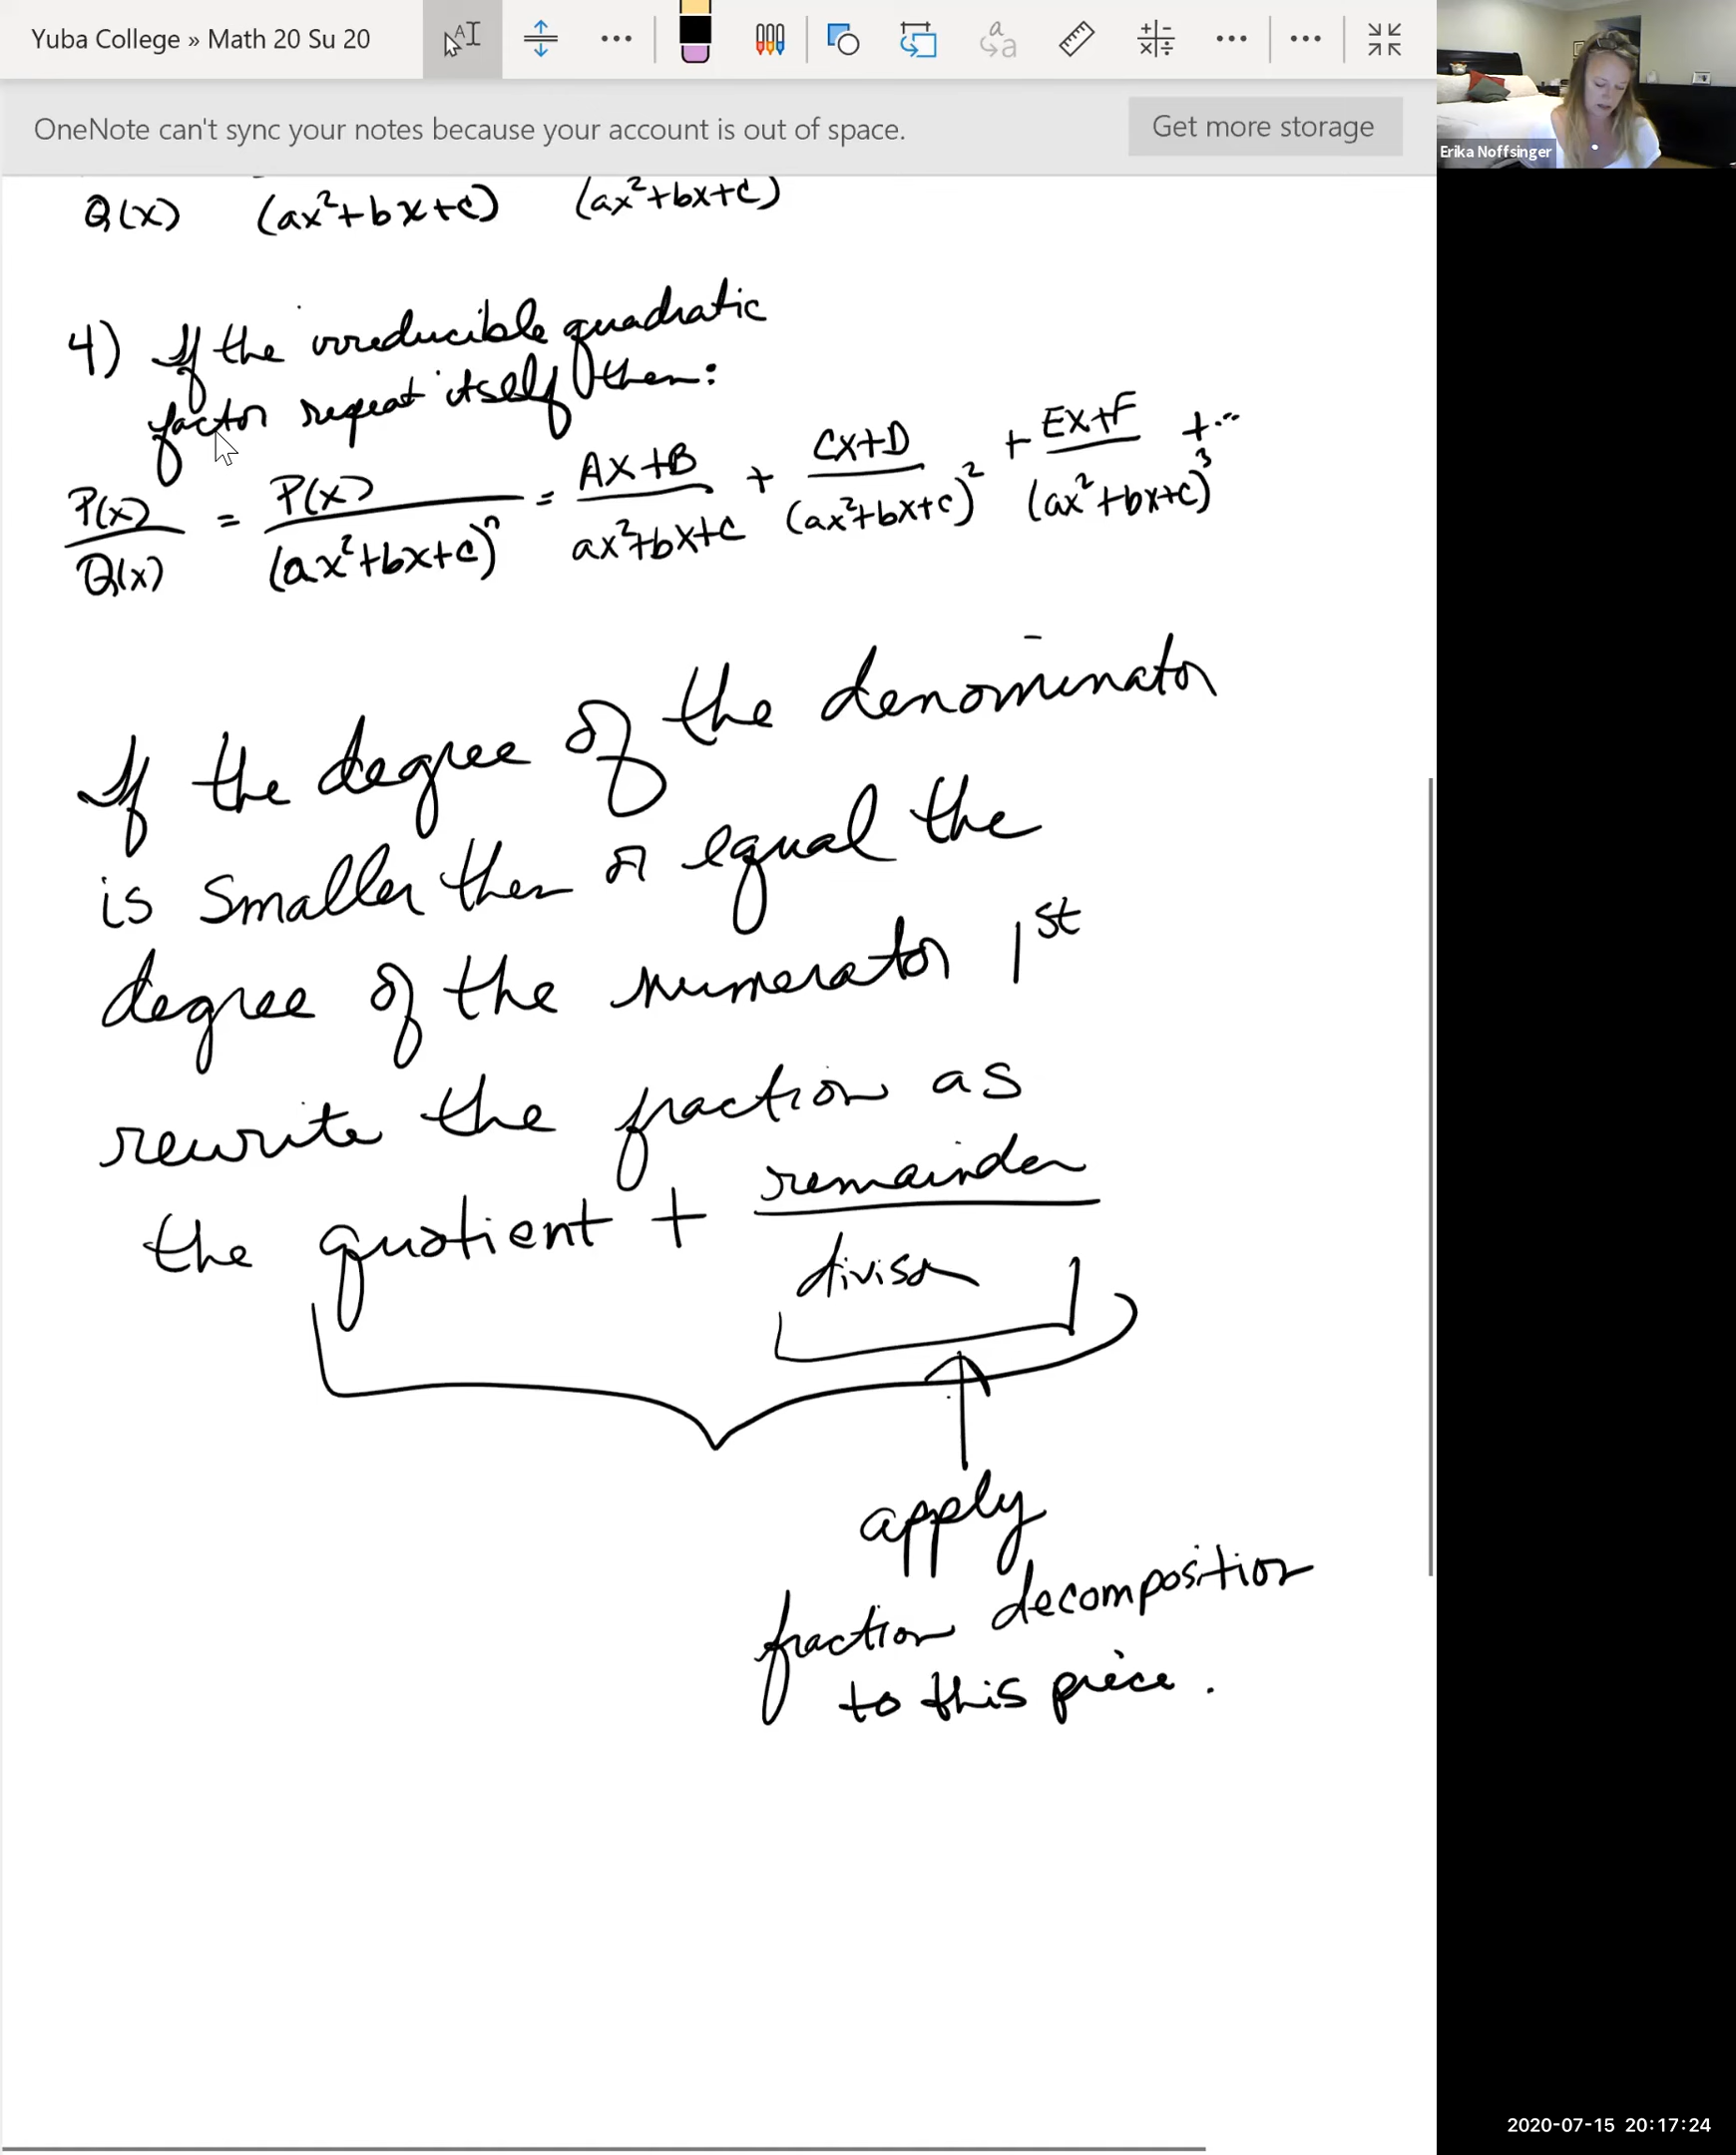 Yuba College » Math 20 Su 20
OneNote can't sync your notes because your account is out of space.
Get more storage
Erika Noffsinger
Q(x) (ax²+bx+c) (ax²+bx+c)
4) If the irreducible quadratic
factor repeat itself then:
P(x)/Q(x) = P(x)/(ax²+bx+c)ⁿ = Ax+B/ax²+bx+c + Cx+D/(ax²+bx+c)² + Ex+F/(ax²+bx+c)³ +...
If the degree of the denominator
is smaller then or equal the
degree of the numerator 1st
rewrite the fraction as
the quotient + remainder
divisor
apply
fraction decomposition
to this piece.
2020-07-15 20:17:24